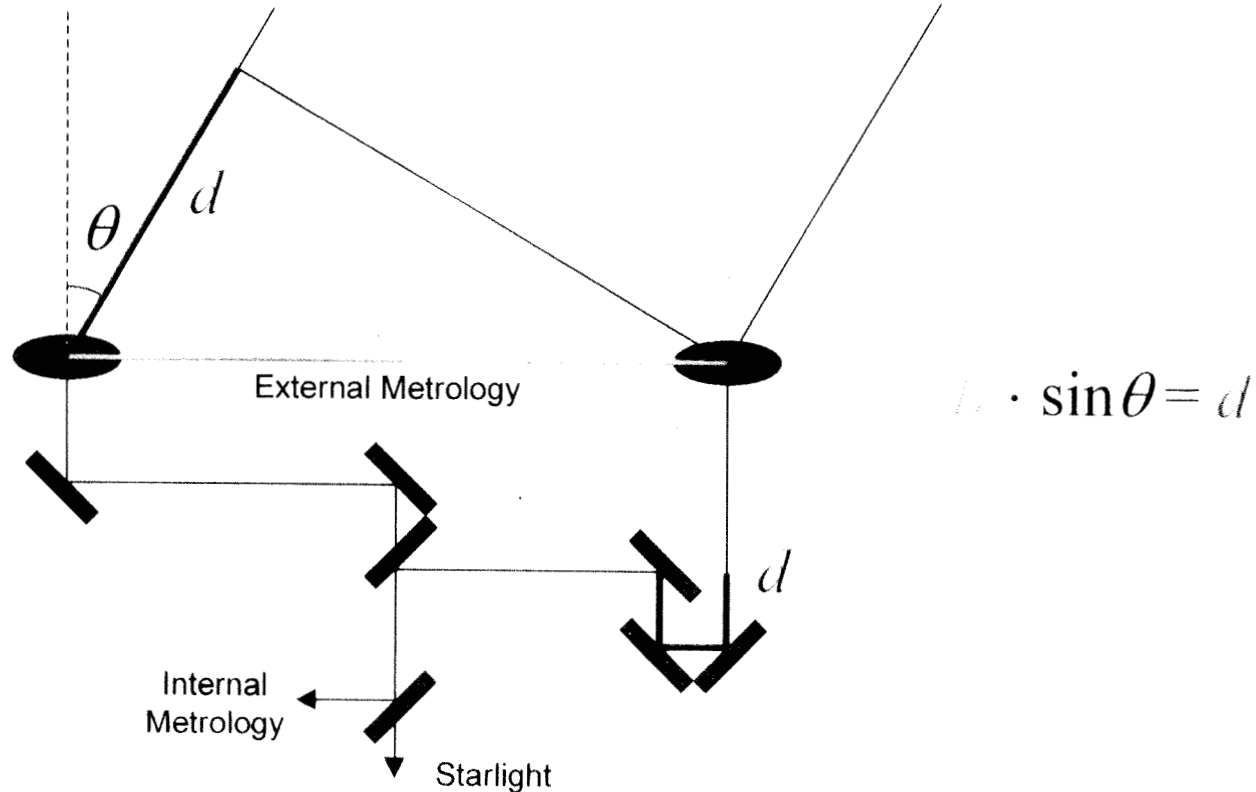 θ
d
External Metrology
· sinθ = d
d
Internal
Metrology
Starlight